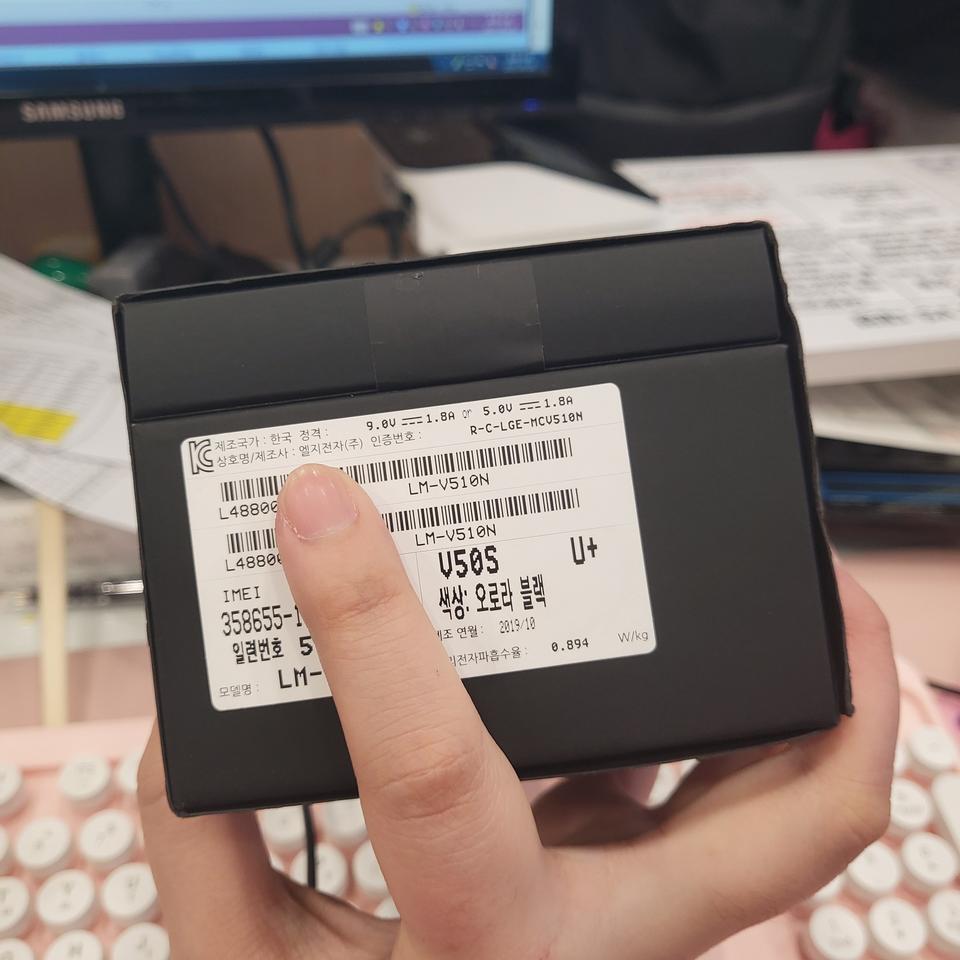 SAMSUNG
제조국가 : 한국 정격 : 9.0V 1.8A or 5.0V 1.8A
상호명/제조사 : 엘지전자(주) 인증번호 : R-C-LGE-MCV510N
LM-V510N
L4880
LM-V510N
L4880
V50S U+
IMEI
색상: 오로라 블랙
358655-1
제조 연월 : 2019/10
일련번호 5
전자파흡수율 : 0.894 W/kg
모델명 : LM-